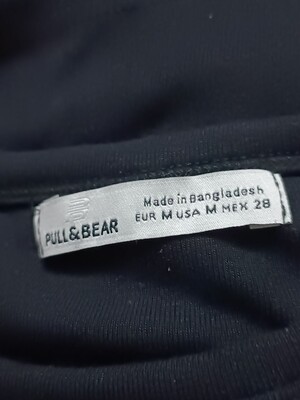 Made in Bangladesh
PULL&BEAR
EUR M USA M MEX 28